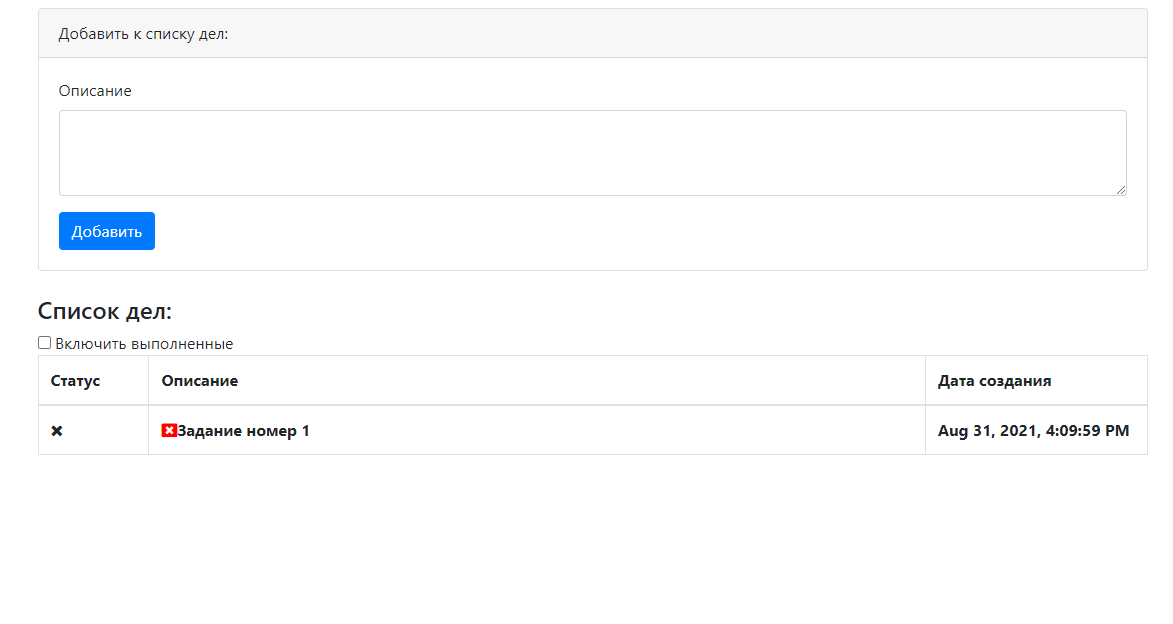 Добавить к списку дел:
Описание
Добавить
Список дел:
Включить выполненные
Статус Описание Дата создания
Задание номер 1 Aug 31, 2021, 4:09:59 PM